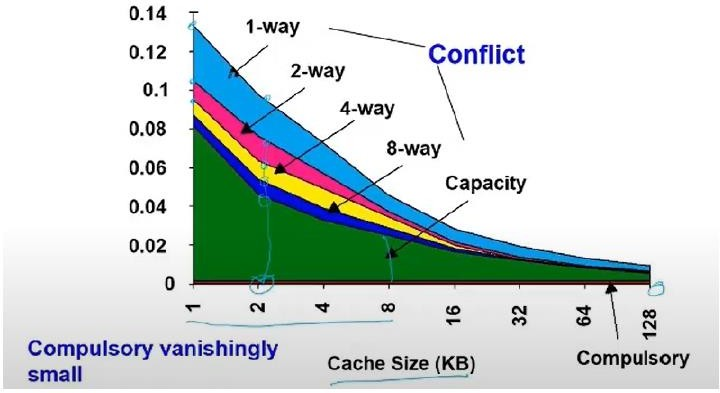 0.14
0.12
0.1
0.08
0.06
0.04
0.02
0
1-way
2-way
4-way
8-way
Conflict
Capacity
1
2
4
8
16
32
64
128
Compulsory vanishingly
small
Cache Size (KB)
Compulsory